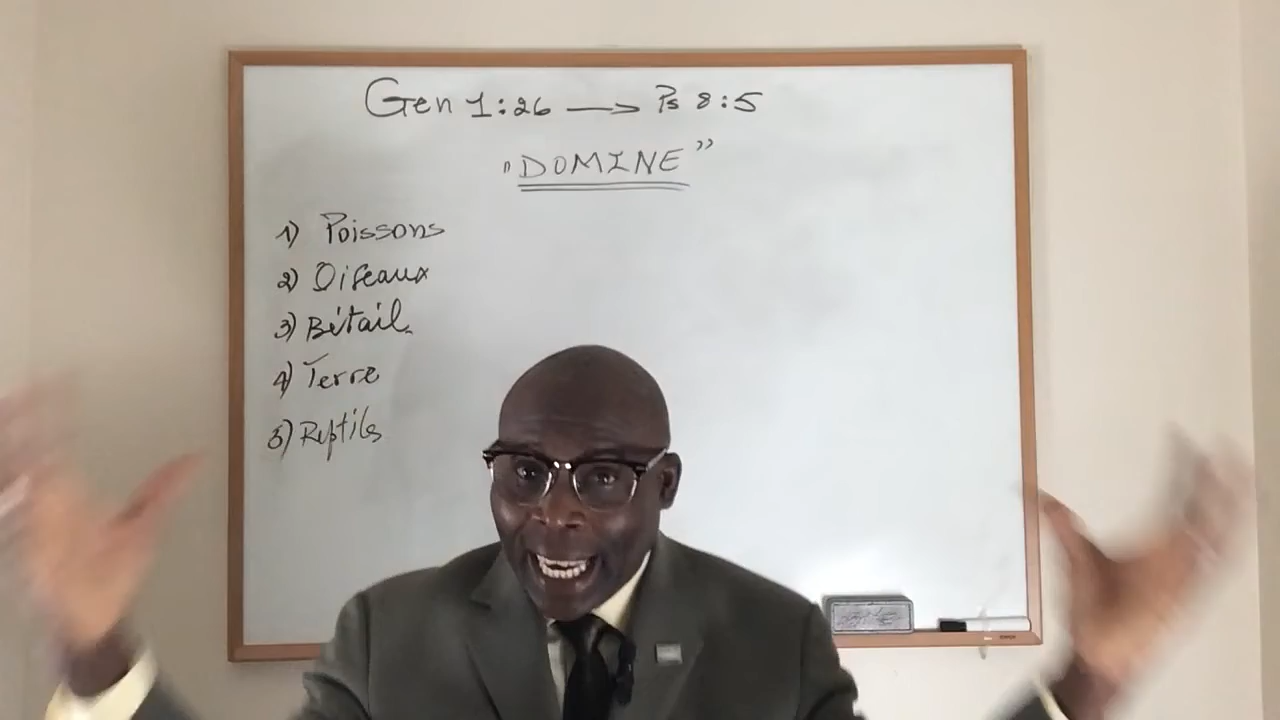 Gen 1:26 → Ps 8:5
"DOMINE"
1) Poissons
2) Oiseaux
3) Bétail
4) Terre
5) Reptiles